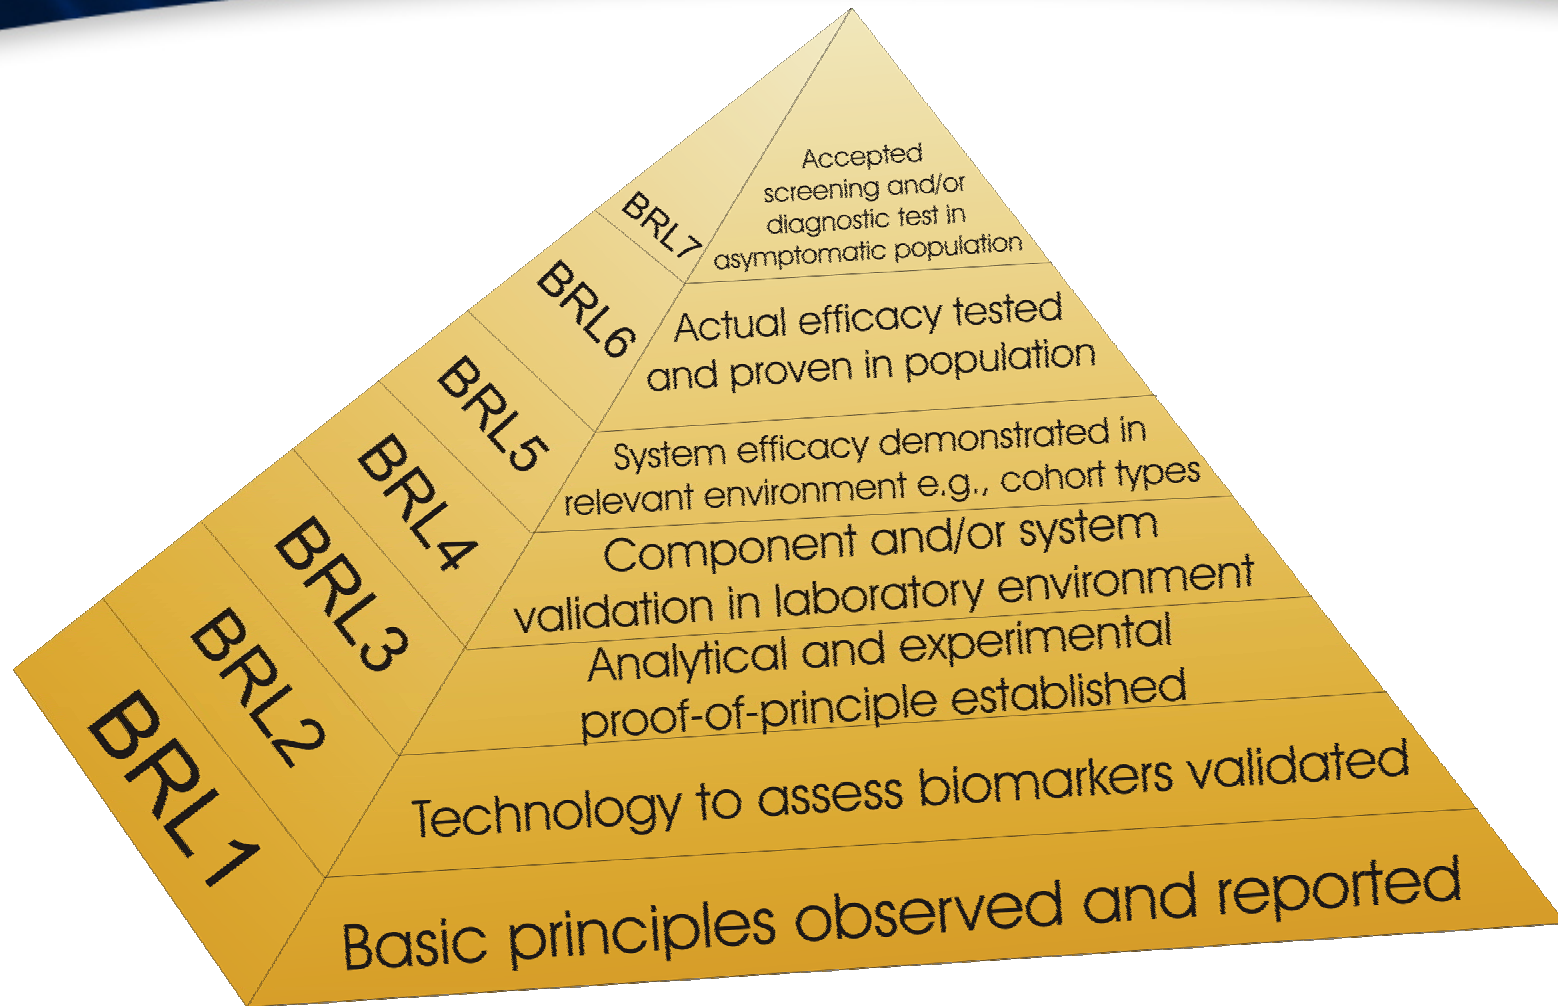 BRL7
Accepted
screening and/or
diagnostic test in
asymptomatic population
BRL6
Actual efficacy tested
and proven in population
BRL5
System efficacy demonstrated in
relevant environment e.g., cohort types
BRL4
Component and/or system
validation in laboratory environment
BRL3
Analytical and experimental
proof-of-principle established
BRL2
Technology to assess biomarkers validated
BRL1
Basic principles observed and reported